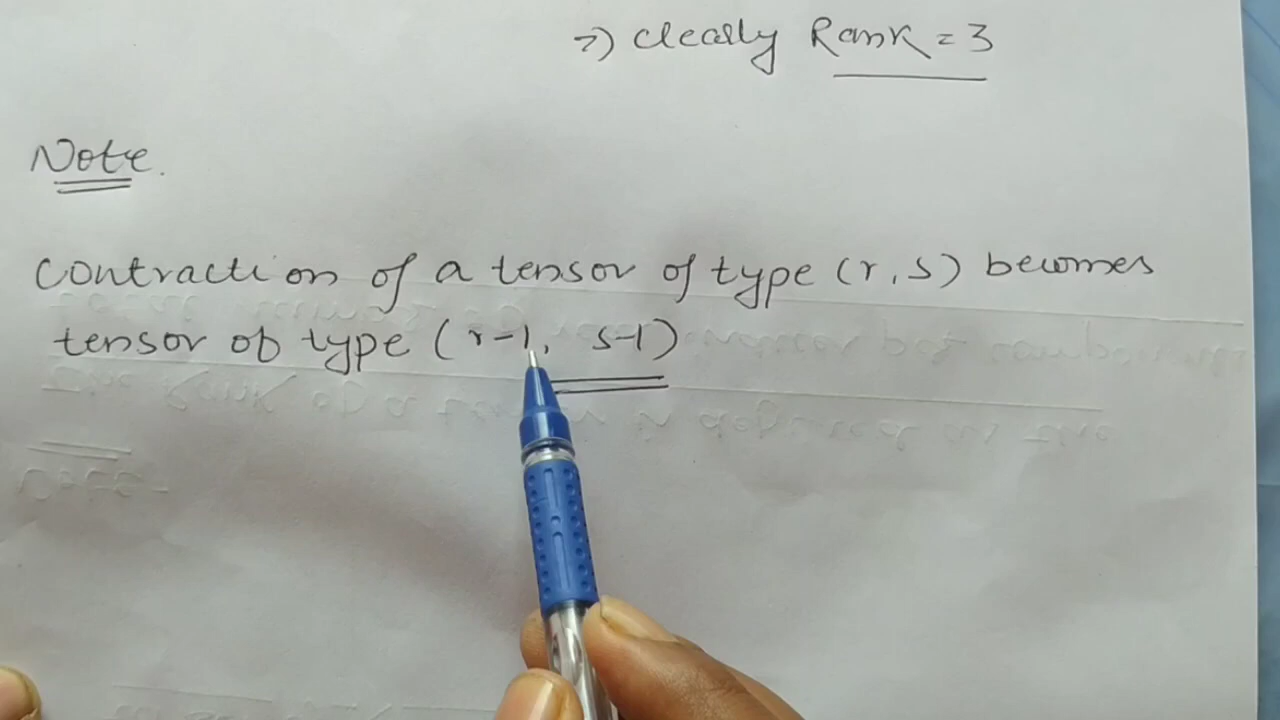 =) clearly Rank = 3
Note.
Contraction of a tensor of type (r, s) becomes
tensor of type (r-1, s-1)